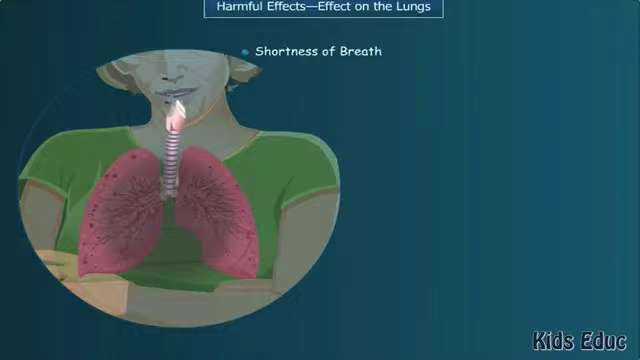 Harmful Effects—Effect on the Lungs
Shortness of Breath
Kids Educ